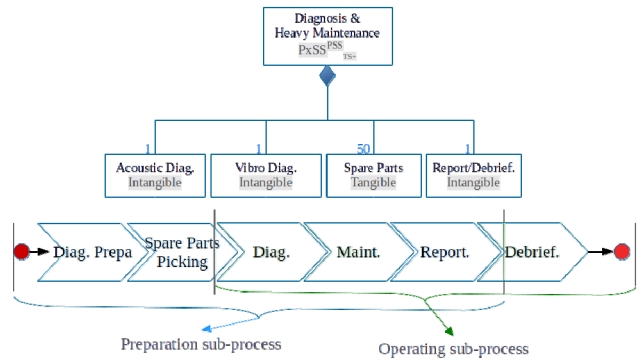 Diagnosis &
Heavy Maintenance
PxSS PSS TS+
1 1 50 1
Acoustic Diag. Vibro Diag. Spare Parts Report/Debrief.
Intangible Intangible Tangible Intangible
Diag. Prepa Spare Parts Picking Diag. Maint. Report. Debrief.
Preparation sub-process Operating sub-process